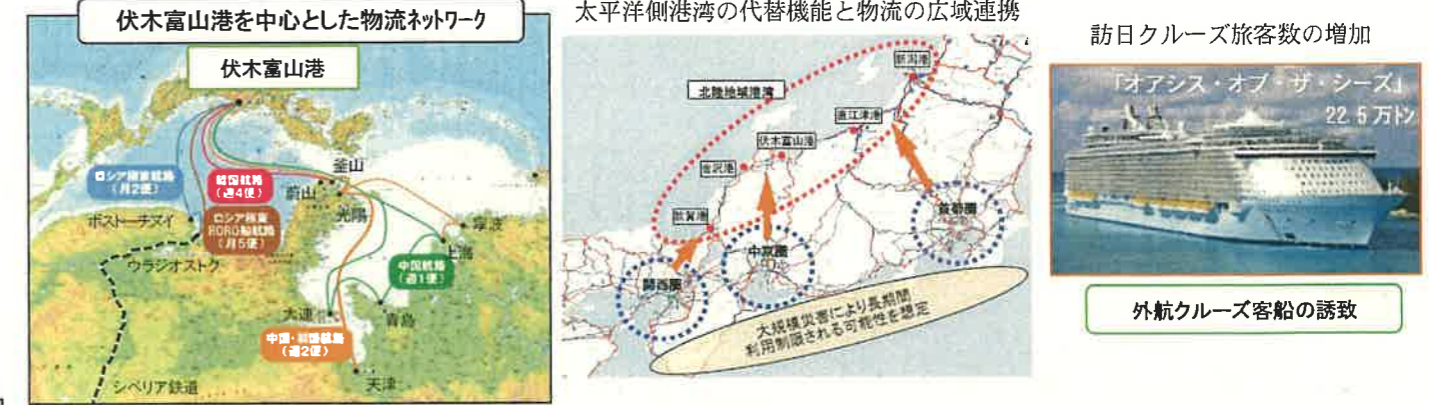 伏木富山港を中心とした物流ネットワーク
伏木富山港
釜山
蔚山
光陽
ロシア極東航路
(月2便)
韓国航路
(週4便)
ロシア極東
RORO船航路
(月5便)
ボストーチヌイ
ウラジオストク
寧波
上海
中国航路
(週1便)
大連
青島
中国・韓国航路
(週2便)
シベリア鉄道
天津
太平洋側港湾の代替機能と物流の広域連携
新潟港
北陸地域港湾
直江津港
伏木富山港
金沢港
敦賀港
首都圏
中京圏
関西圏
大規模災害により長期間
利用制限される可能性を想定
訪日クルーズ旅客数の増加
「オアシス・オブ・ザ・シーズ」
22.5万トン
外航クルーズ客船の誘致